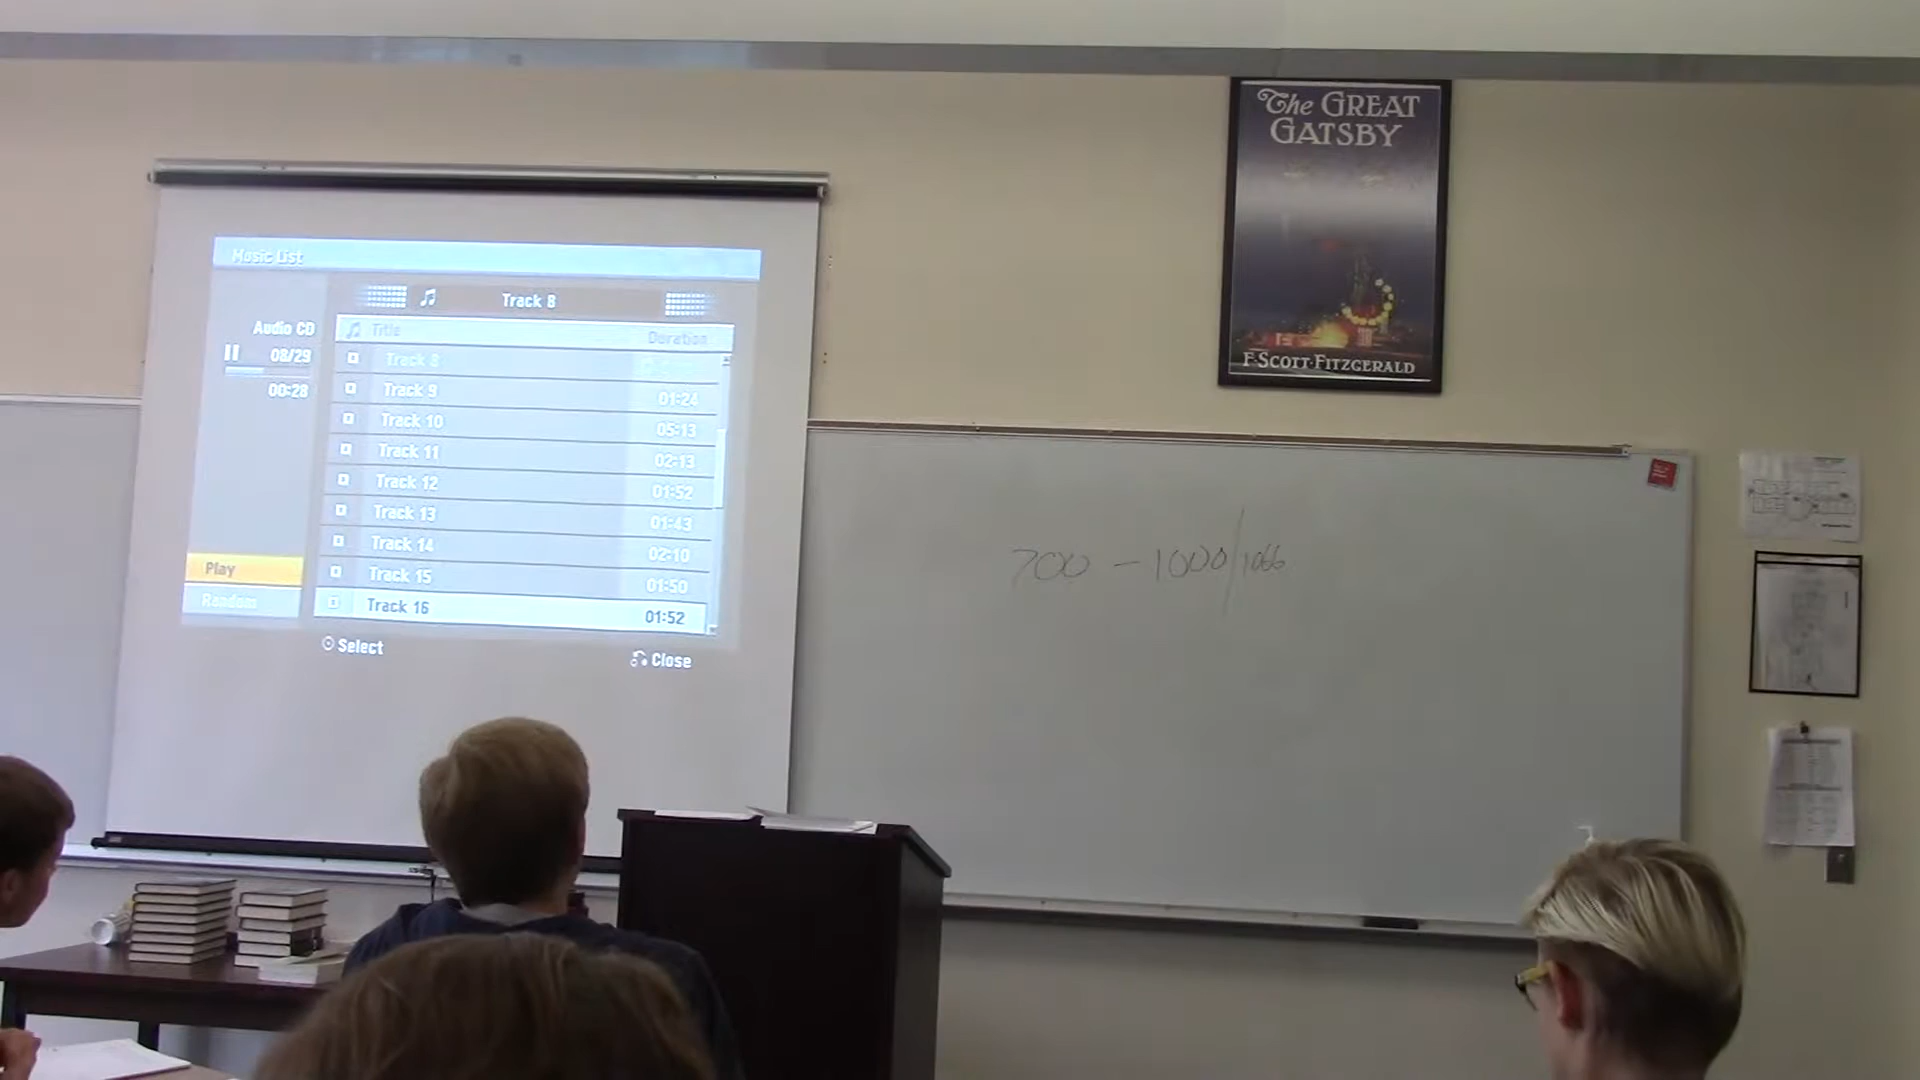 The GREAT
GATSBY
F·SCOTT·FITZGERALD
Music List
Track 8
Audio CD
08/29
00:28
Title Duration
Track 8
Track 9 01:24
Track 10 05:13
Track 11 02:13
Track 12 01:52
Track 13 01:43
Track 14 02:10
Track 15 01:50
Track 16 01:52
Play
Random
Select
Close
700 - 1000/1066